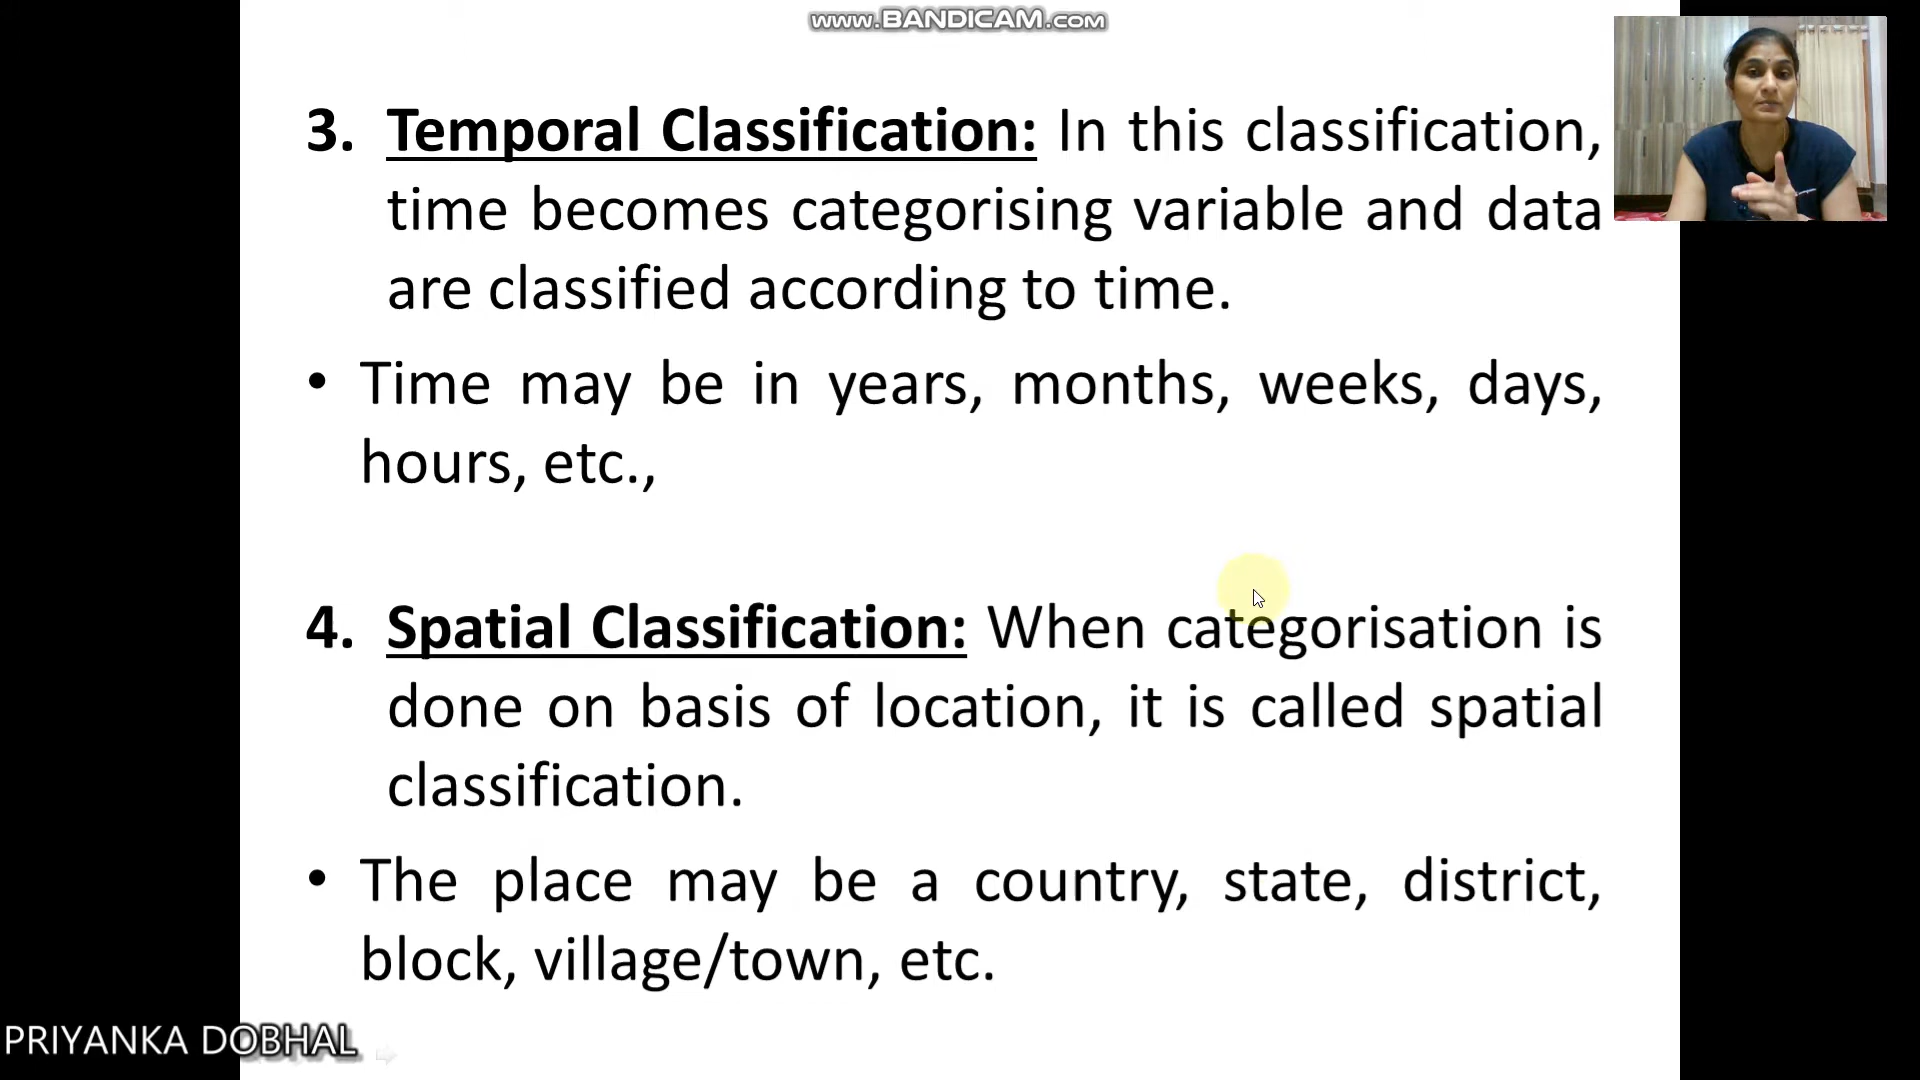 www.BANDICAM.com
3. Temporal Classification: In this classification,
time becomes categorising variable and data
are classified according to time.
• Time may be in years, months, weeks, days,
hours, etc.,
4. Spatial Classification: When categorisation is
done on basis of location, it is called spatial
classification.
• The place may be a country, state, district,
block, village/town, etc.
PRIYANKA DOBHAL